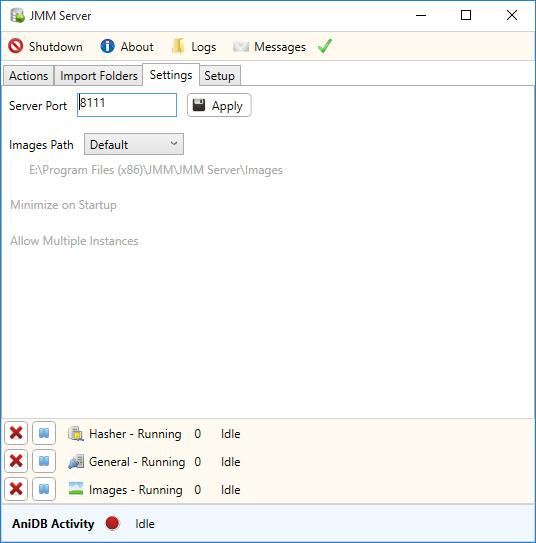 JMM Server
Shutdown About Logs Messages
Actions Import Folders Settings Setup
Server Port 8111 Apply
Images Path Default
E:\Program Files (x86)\JMM\JMM Server\Images
Minimize on Startup
Allow Multiple Instances
Hasher - Running 0 Idle
General - Running 0 Idle
Images - Running 0 Idle
AniDB Activity Idle